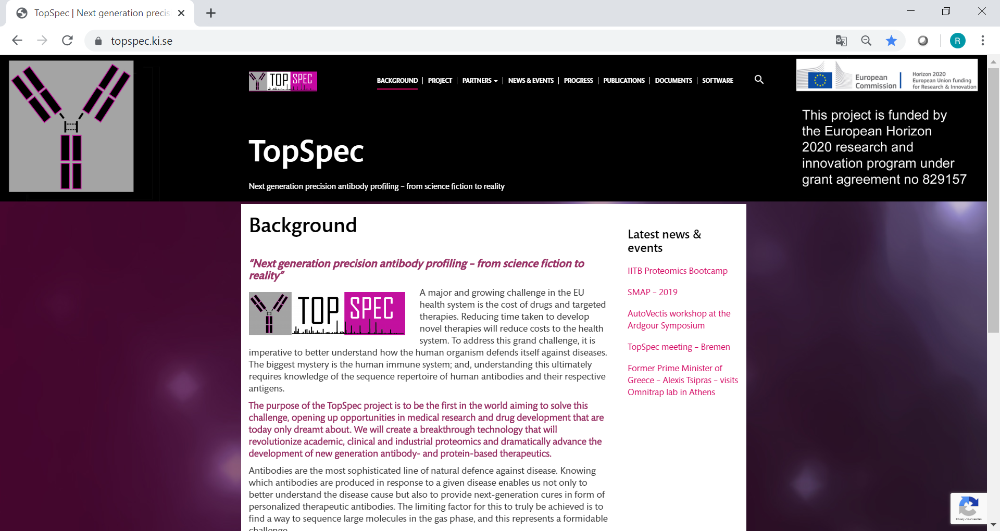 TopSpec | Next generation precis
topspec.ki.se
R
TOP SPEC
BACKGROUND
PROJECT
PARTNERS
NEWS & EVENTS
PROGRESS
PUBLICATIONS
DOCUMENTS
SOFTWARE
European
Commission
Horizon 2020
European Union funding
for Research & Innovation
This project is funded by
the European Horizon
2020 research and
innovation program under
grant agreement no 829157
TopSpec
Next generation precision antibody profiling – from science fiction to reality
Background
“Next generation precision antibody profiling – from science fiction to
reality”
TOP SPEC
A major and growing challenge in the EU
health system is the cost of drugs and targeted
therapies. Reducing time taken to develop
novel therapies will reduce costs to the health
system. To address this grand challenge, it is
imperative to better understand how the human organism defends itself against diseases.
The biggest mystery is the human immune system; and, understanding this ultimately
requires knowledge of the sequence repertoire of human antibodies and their respective
antigens.
The purpose of the TopSpec project is to be the first in the world aiming to solve this
challenge, opening up opportunities in medical research and drug development that are
today only dreamt about. We will create a breakthrough technology that will
revolutionize academic, clinical and industrial proteomics and dramatically advance the
development of new generation antibody- and protein-based therapeutics.
Antibodies are the most sophisticated line of natural defence against disease. Knowing
which antibodies are produced in response to a given disease enables us not only to
better understand the disease cause but also to provide next-generation cures in form of
personalized therapeutic antibodies. The limiting factor for this to truly be achieved is to
find a way to sequence large molecules in the gas phase, and this represents a formidable
challenge
Latest news &
events
IITB Proteomics Bootcamp
SMAP – 2019
AutoVectis workshop at the
Ardgour Symposium
TopSpec meeting – Bremen
Former Prime Minister of
Greece – Alexis Tsipras – visits
Omnitrap lab in Athens
Privacy - Voorwaarden